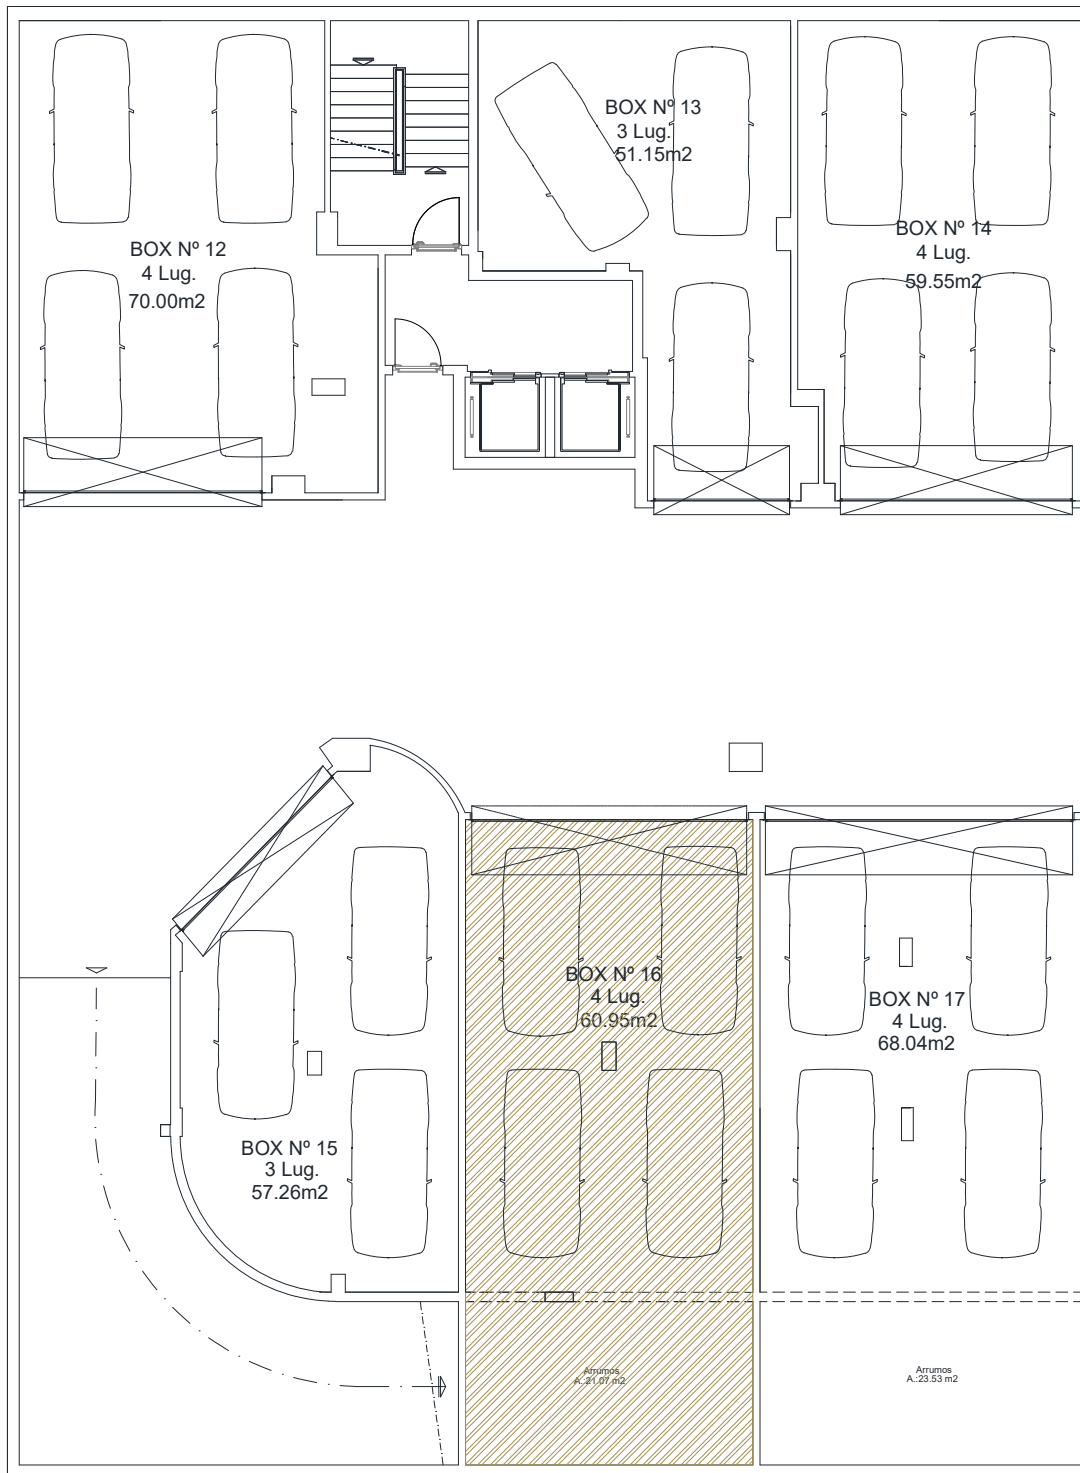 BOX Nº 12
4 Lug.
70.00m2
BOX Nº 13
3 Lug.
51.15m2
BOX Nº 14
4 Lug.
59.55m2
BOX Nº 15
3 Lug.
57.26m2
BOX Nº 16
4 Lug.
60.95m2
BOX Nº 17
4 Lug.
68.04m2
Arrumos
A.:21.07 m2
Arrumos
A.:23.53 m2